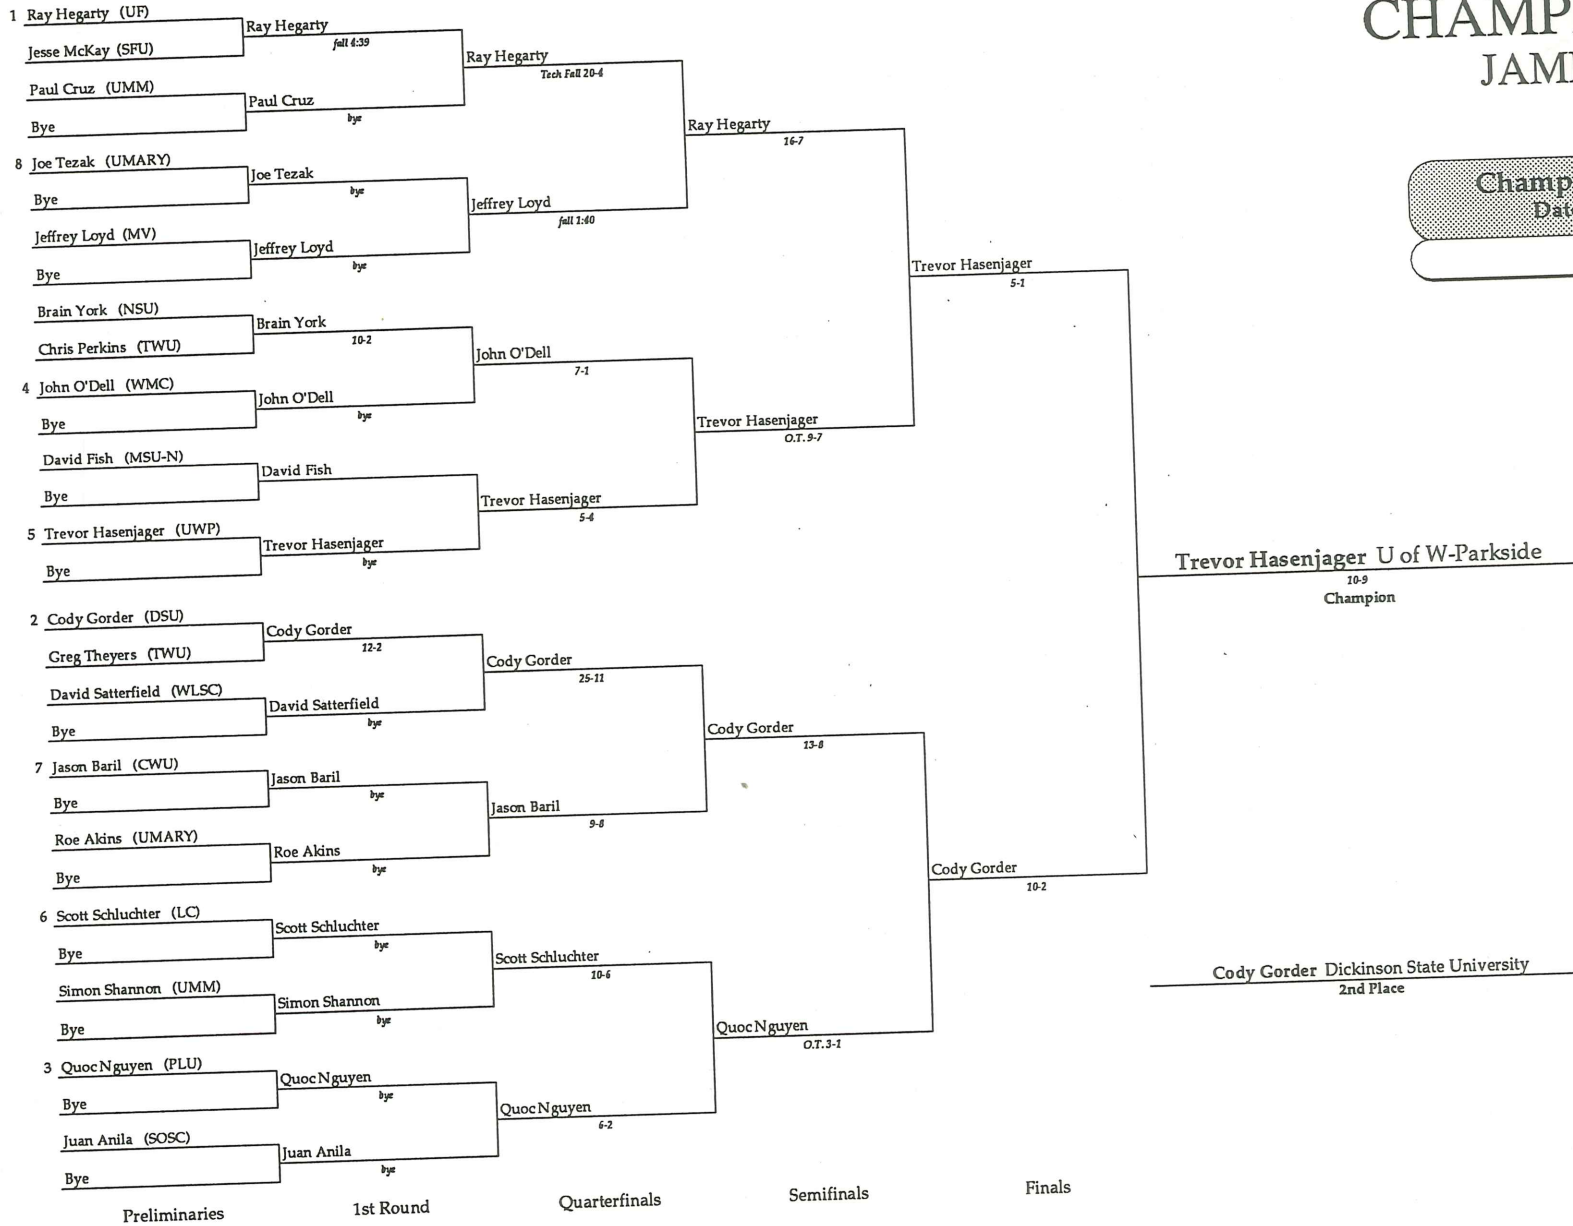 CHAMP
JAM
Champ
Dat
1 Ray Hegarty (UF)
Jesse McKay (SFU)
Paul Cruz (UMM)
Bye
8 Joe Tezak (UMARY)
Bye
Jeffrey Loyd (MV)
Bye
Brain York (NSU)
Chris Perkins (TWU)
4 John O'Dell (WMC)
Bye
David Fish (MSU-N)
Bye
5 Trevor Hasenjager (UWP)
Bye
2 Cody Gorder (DSU)
Greg Theyers (TWU)
David Satterfield (WLSC)
Bye
7 Jason Baril (CWU)
Bye
Roe Akins (UMARY)
Bye
6 Scott Schluchter (LC)
Bye
Simon Shannon (UMM)
Bye
3 Quoc Nguyen (PLU)
Bye
Juan Anila (SOSC)
Bye
Preliminaries
Ray Hegarty
fall 4:39
Paul Cruz
bye
Joe Tezak
bye
Jeffrey Loyd
bye
Brain York
10-2
John O'Dell
bye
David Fish
Trevor Hasenjager
bye
Cody Gorder
12-2
David Satterfield
bye
Jason Baril
bye
Roe Akins
bye
Scott Schluchter
bye
Simon Shannon
bye
Quoc Nguyen
bye
Juan Anila
bye
1st Round
Ray Hegarty
Tech Fall 20-4
Jeffrey Loyd
fall 1:40
John O'Dell
7-1
Trevor Hasenjager
5-4
Cody Gorder
25-11
Jason Baril
9-8
Scott Schluchter
10-6
Quoc Nguyen
6-2
Quarterfinals
Ray Hegarty
16-7
Trevor Hasenjager
O.T. 9-7
Cody Gorder
13-8
Quoc Nguyen
O.T. 3-1
Semifinals
Trevor Hasenjager
5-1
Cody Gorder
10-2
Finals
Trevor Hasenjager U of W-Parkside
10-9
Champion
Cody Gorder Dickinson State University
2nd Place